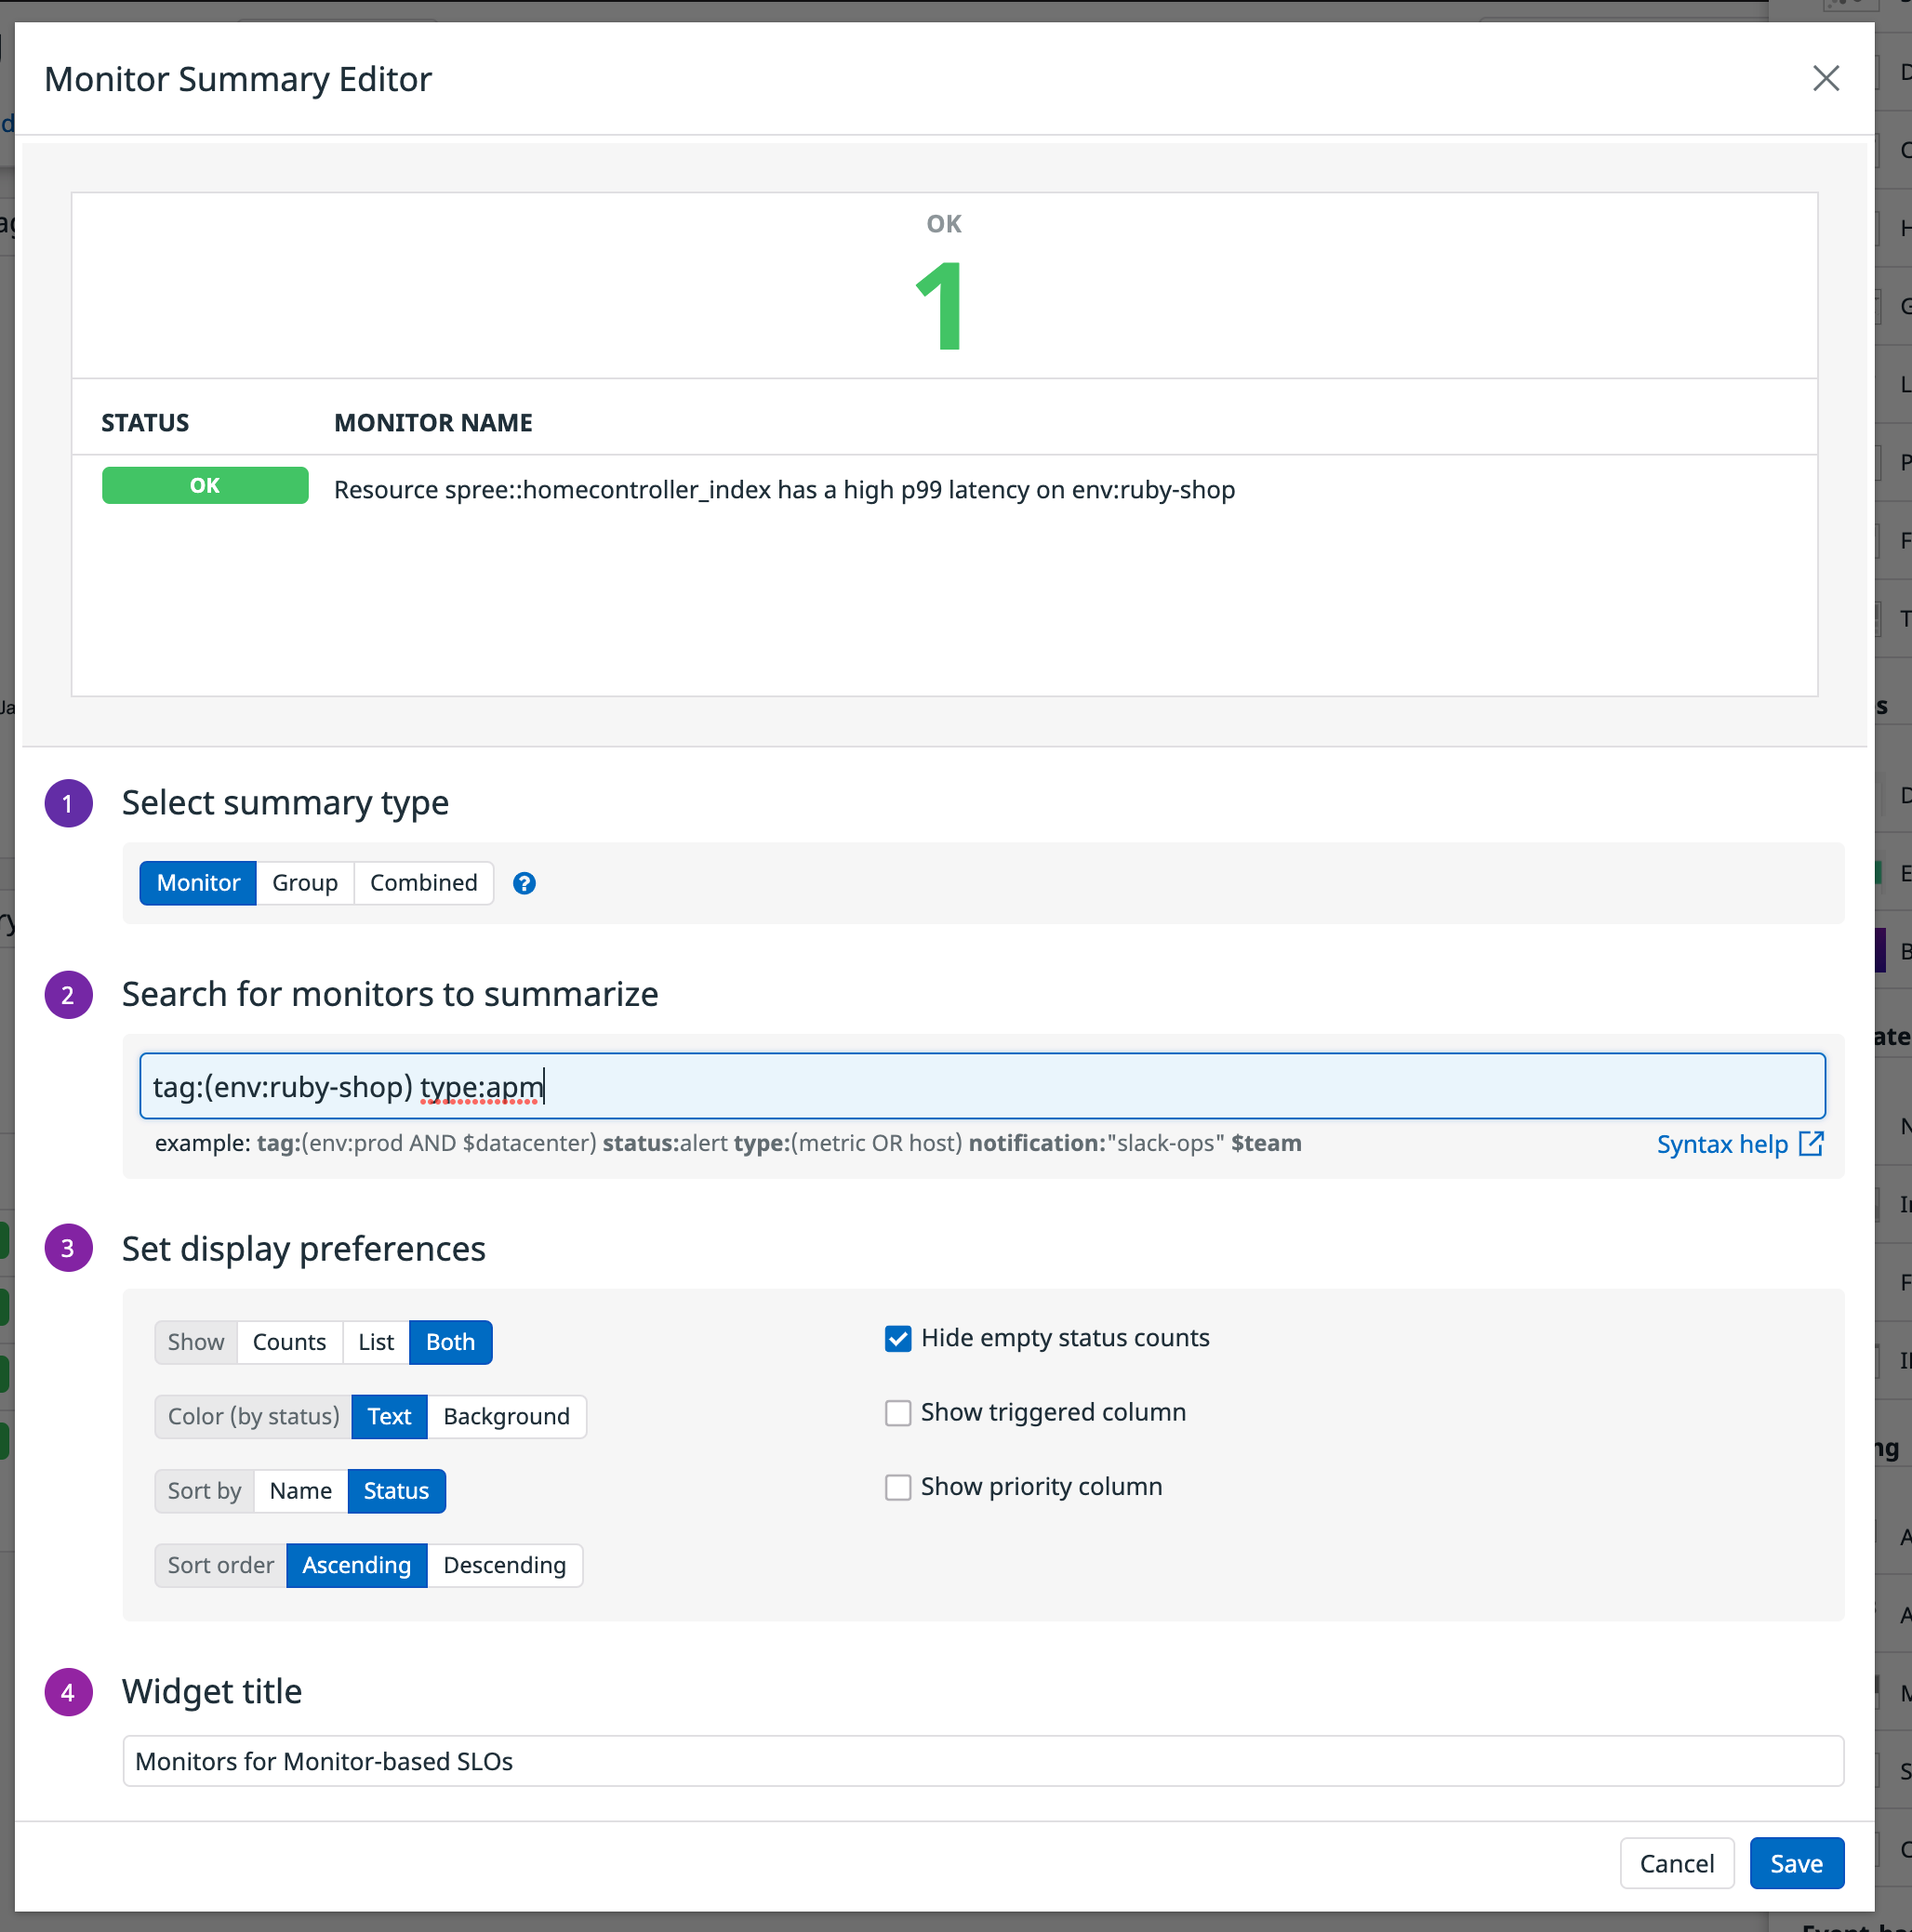 Monitor Summary Editor
OK
1
STATUS MONITOR NAME
OK Resource spree::homecontroller_index has a high p99 latency on env:ruby-shop
1 Select summary type
Monitor Group Combined ?
2 Search for monitors to summarize
tag:(env:ruby-shop) type:apm
example: tag:(env:prod AND $datacenter) status:alert type:(metric OR host) notification:"slack-ops" $team Syntax help
3 Set display preferences
Show Counts List Both Hide empty status counts
Color (by status) Text Background Show triggered column
Sort by Name Status Show priority column
Sort order Ascending Descending
4 Widget title
Monitors for Monitor-based SLOs
Cancel Save